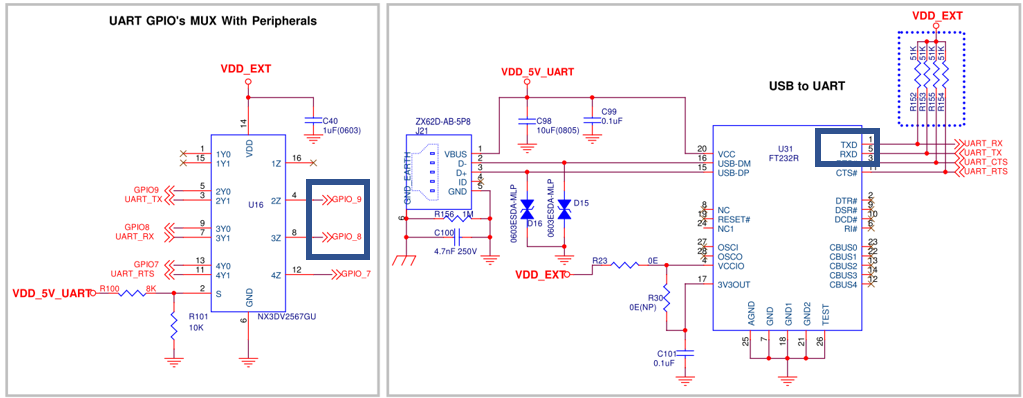 UART GPIO's MUX With Peripherals
VDD_EXT
C40
1uF(0603)
14
VDD
1 1Y0
15 1Y1
1Z 16
GPIO9 5 2Y0
UART_TX 3 2Y1
2Z 4 GPIO_9
U16
GPIO8 9 3Y0
UART_RX 7 3Y1
3Z 8 GPIO_8
GPIO7 13 4Y0
UART_RTS 11 4Y1
4Z 12 GPIO_7
VDD_5V_UART R100 8K 2 S
GND
R101
10K
6
NX3DV2567GU
VDD_EXT
51K 51K 51K 51K
R152 R153 R155 R154
VDD_5V_UART
USB to UART
C98
10uF(0805)
C99
0.1uF
ZX62D-AB-5P8
J21
GND_EARTH
VBUS 1
D- 2
D+ 3
ID 4
GND 5
6
R156 1M
C100
4.7nF 250V
0603ESDA-MLP
D16
0603ESDA-MLP
D15
U31
FT232R
20 VCC
16 USB-DM
15 USB-DP
8 NC
19 RESET#
24 NC1
27 OSCI
28 OSCO
4 VCCIO
17 3V3OUT
TXD 1 UART_RX
RXD 5 UART_TX
3 UART_CTS
CTS# 11 UART_RTS
DTR# 2
DSR# 9
DCD# 10
RI# 6
CBUS0 23
CBUS1 22
CBUS2 13
CBUS3 14
CBUS4 12
VDD_EXT R23 0E
R30
0E(NP)
C101
0.1uF
AGND GND GND1 GND2 TEST
25 7 18 21 26